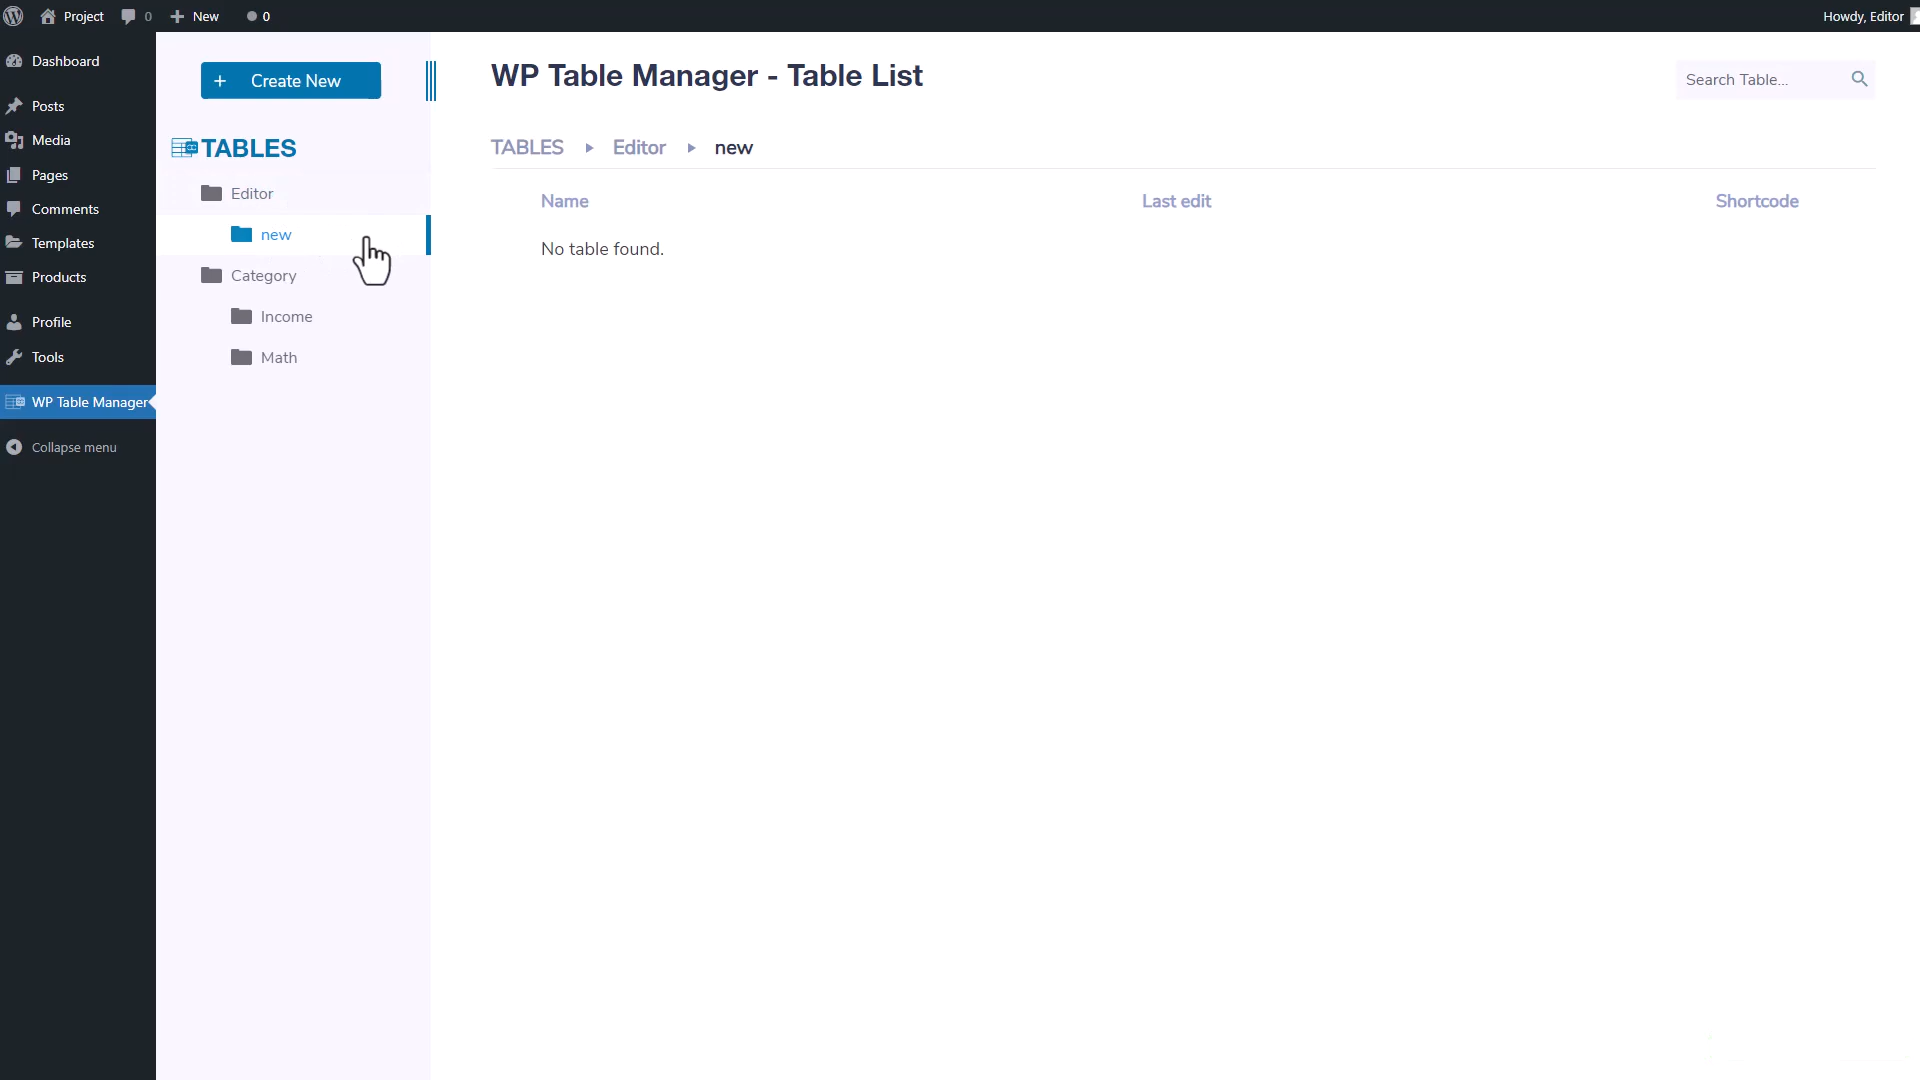 Project 0 New 0 Howdy, Editor
Dashboard
Posts
Media
Pages
Comments
Templates
Products
Profile
Tools
WP Table Manager
Collapse menu
+ Create New
TABLES
Editor
new
Category
Income
Math
WP Table Manager - Table List
Search Table...
TABLES Editor new
Name Last edit Shortcode
No table found.